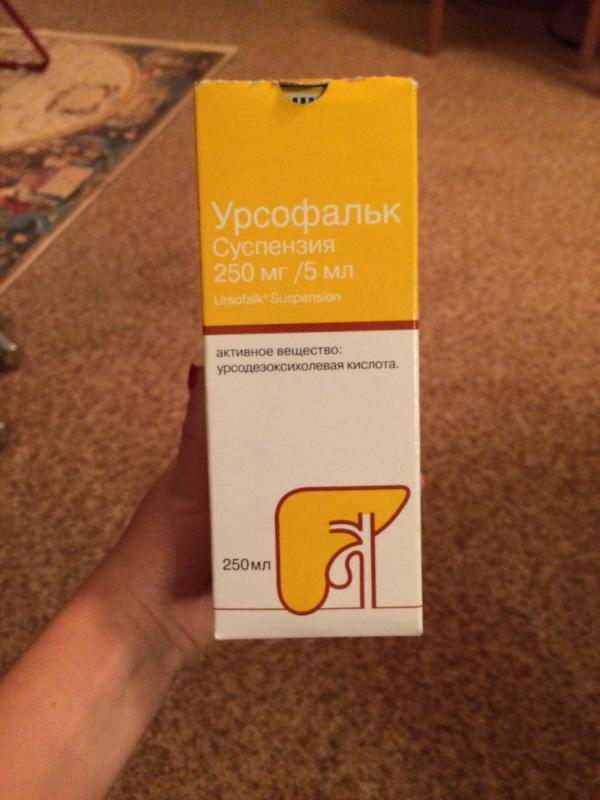 Урсофальк
Суспензия
250 мг /5 мл
Ursofalk® Suspension
активное вещество:
урсодезоксихолевая кислота.
250мл